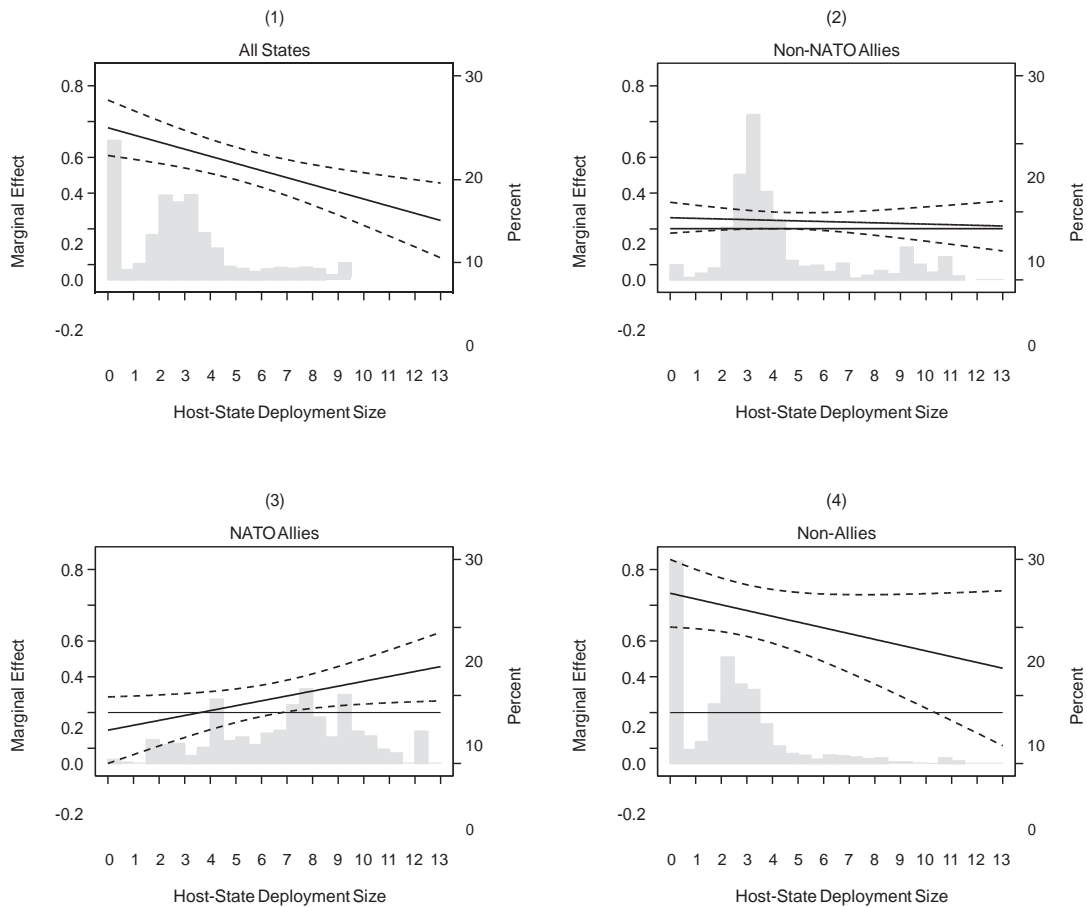 (1)
All States
0.8
0.6
0.4
0.2
0.0
-0.2
Marginal Effect
30
20
10
0
Percent
0 1 2 3 4 5 6 7 8 9 10 11 12 13
Host-State Deployment Size
(2)
Non-NATO Allies
0.8
0.6
0.4
0.2
0.0
-0.2
Marginal Effect
30
20
10
0
Percent
0 1 2 3 4 5 6 7 8 9 10 11 12 13
Host-State Deployment Size
(3)
NATO Allies
0.8
0.6
0.4
0.2
0.0
-0.2
Marginal Effect
30
20
10
0
Percent
0 1 2 3 4 5 6 7 8 9 10 11 12 13
Host-State Deployment Size
(4)
Non-Allies
0.8
0.6
0.4
0.2
0.0
-0.2
Marginal Effect
30
20
10
0
Percent
0 1 2 3 4 5 6 7 8 9 10 11 12 13
Host-State Deployment Size